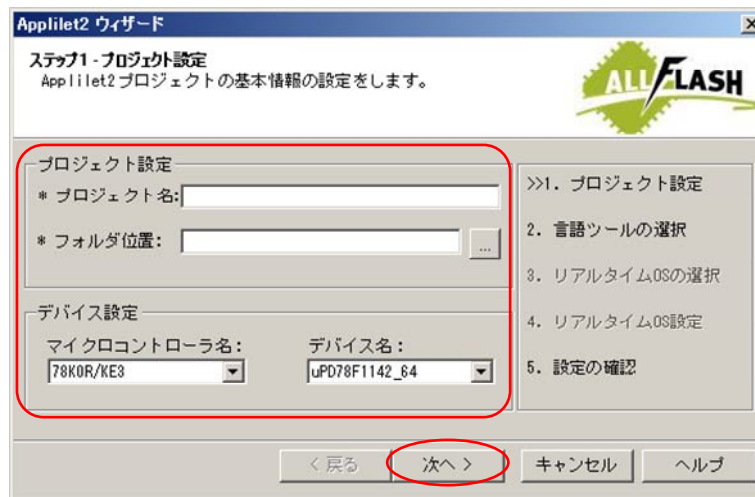 Applilet2 ウィザード
ステップ1 - プロジェクト設定
Applilet2プロジェクトの基本情報の設定をします。
ALL FLASH
プロジェクト設定
* プロジェクト名:
* フォルダ位置:
...
デバイス設定
マイクロコントローラ名:
78K0R/KE3
デバイス名:
uPD78F1142_64
>>1. プロジェクト設定
2. 言語ツールの選択
3. リアルタイムOSの選択
4. リアルタイムOS設定
5. 設定の確認
< 戻る
次へ >
キャンセル
ヘルプ